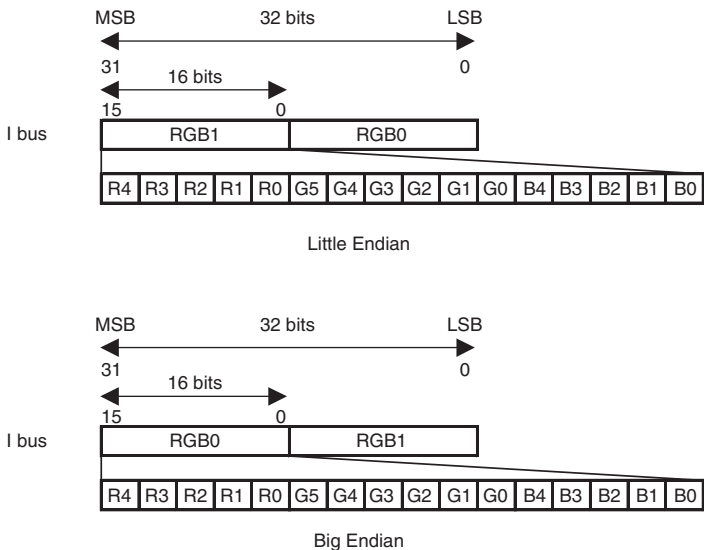 MSB 32 bits LSB
31 0
16 bits
15 0
I bus RGB1 RGB0
R4 R3 R2 R1 R0 G5 G4 G3 G2 G1 G0 B4 B3 B2 B1 B0
Little Endian
MSB 32 bits LSB
31 0
16 bits
15 0
I bus RGB0 RGB1
R4 R3 R2 R1 R0 G5 G4 G3 G2 G1 G0 B4 B3 B2 B1 B0
Big Endian